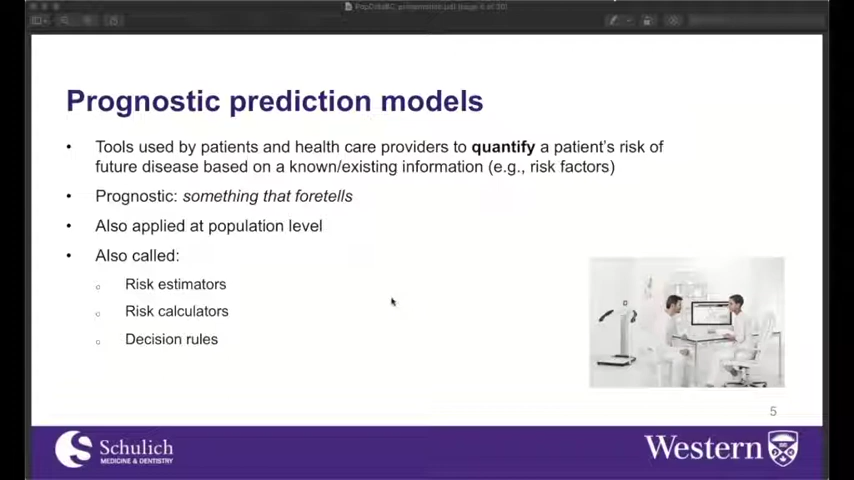 Prognostic prediction models
• Tools used by patients and health care providers to quantify a patient's risk of
future disease based on a known/existing information (e.g., risk factors)
• Prognostic: something that foretells
• Also applied at population level
• Also called:
o Risk estimators
o Risk calculators
o Decision rules
5
Schulich
MEDICINE & DENTISTRY
Western